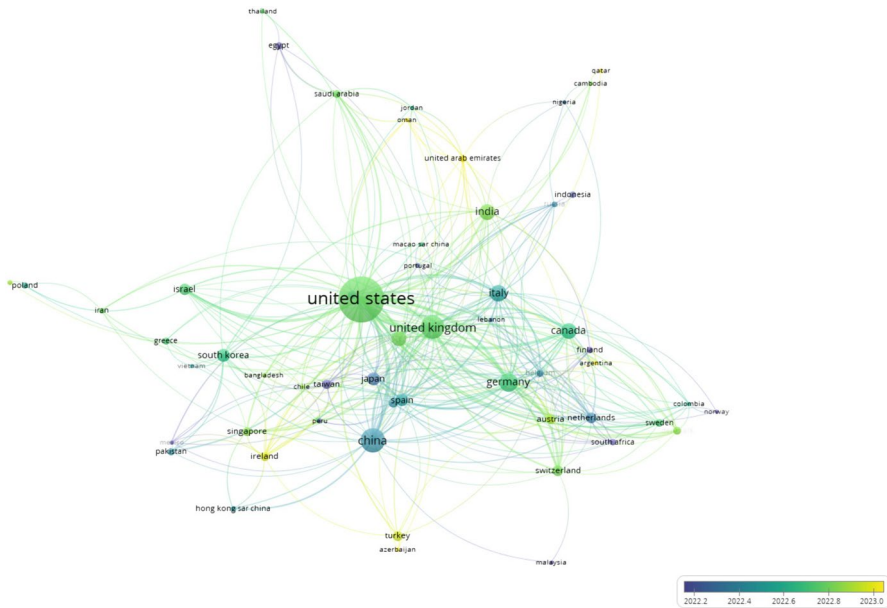 thailand
egypt
qatar
cambodia
saudi arabia
nigeria
jordan
oman
united arab emirates
indonesia
india
macao sar china
portugal
poland
israel
italy
united states
iran
lebanon
united kingdom
canada
greece
finland
south korea
argentina
vietnam
bangladesh
japan
germany
taiwan
chile
spain
colombia
norway
peru
austria
netherlands
sweden
singapore
china
south africa
pakistan
ireland
switzerland
hong kong sar china
turkey
azerbaijan
malaysia
2022.2 2022.4 2022.6 2022.8 2023.0